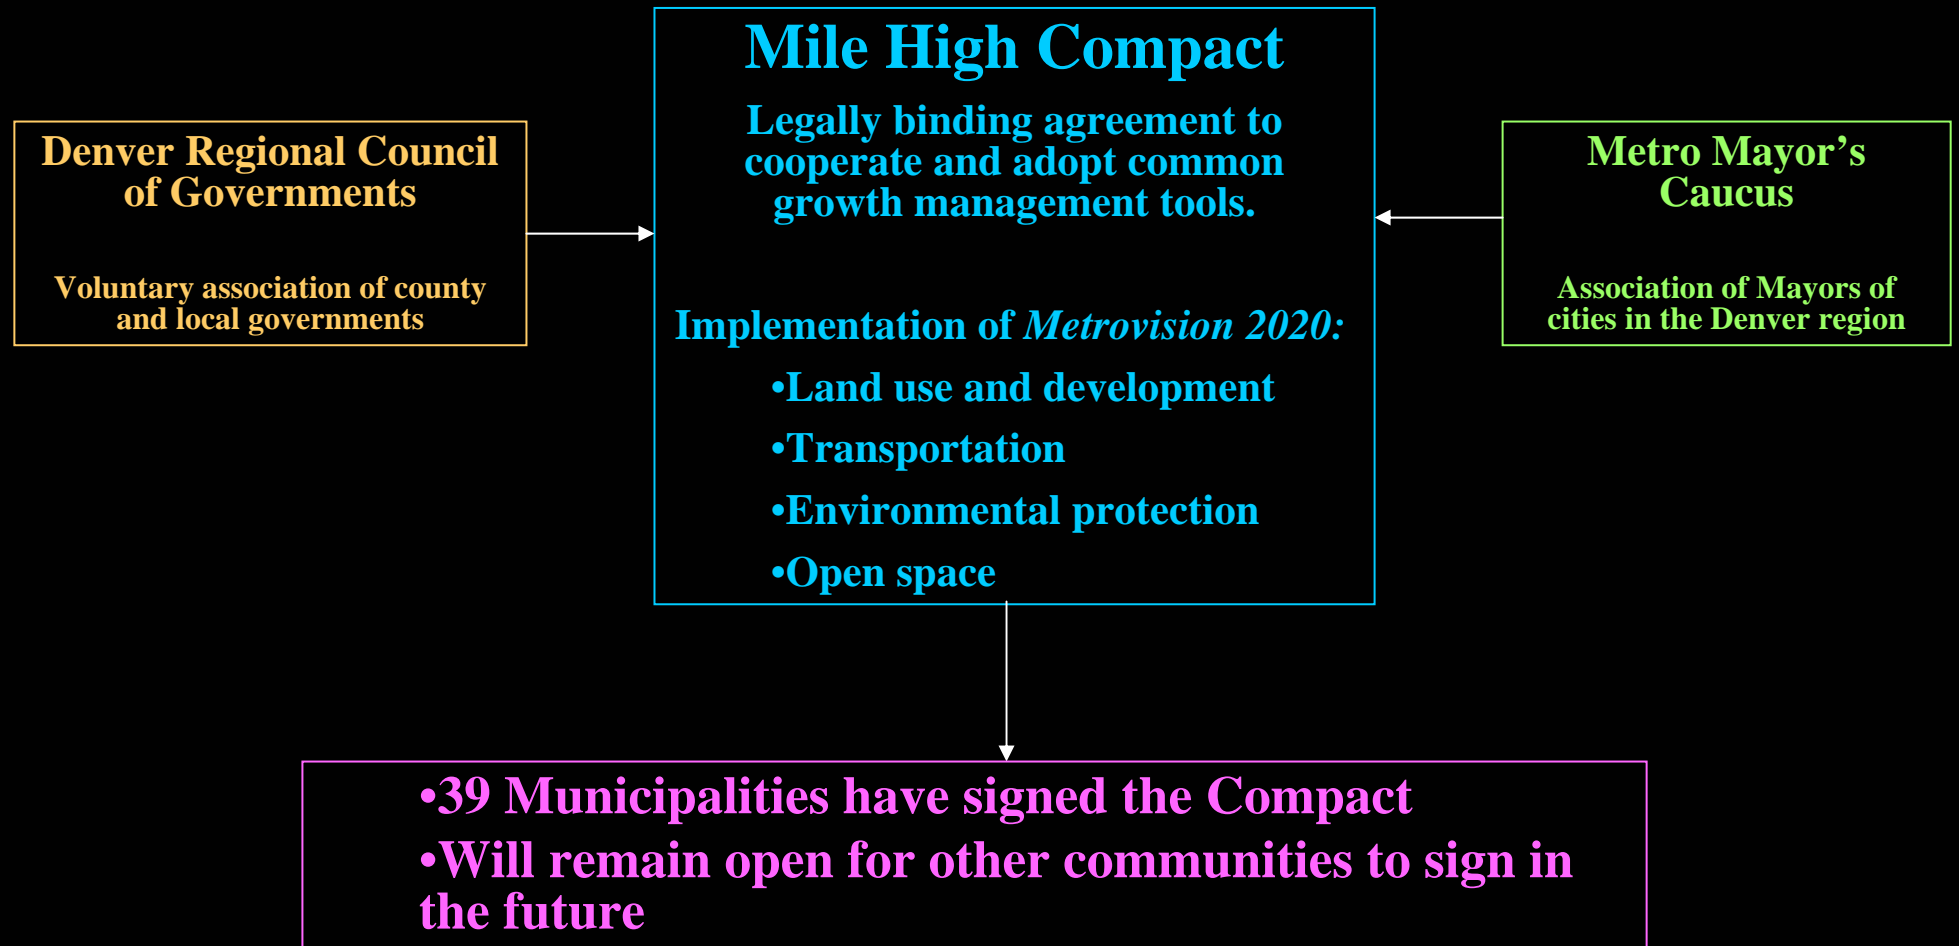 Mile High Compact
Legally binding agreement to
cooperate and adopt common
growth management tools.
Implementation of Metrovision 2020:
•Land use and development
•Transportation
•Environmental protection
•Open space
Denver Regional Council
of Governments
Voluntary association of county
and local governments
Metro Mayor’s
Caucus
Association of Mayors of
cities in the Denver region
•39 Municipalities have signed the Compact
•Will remain open for other communities to sign in
the future